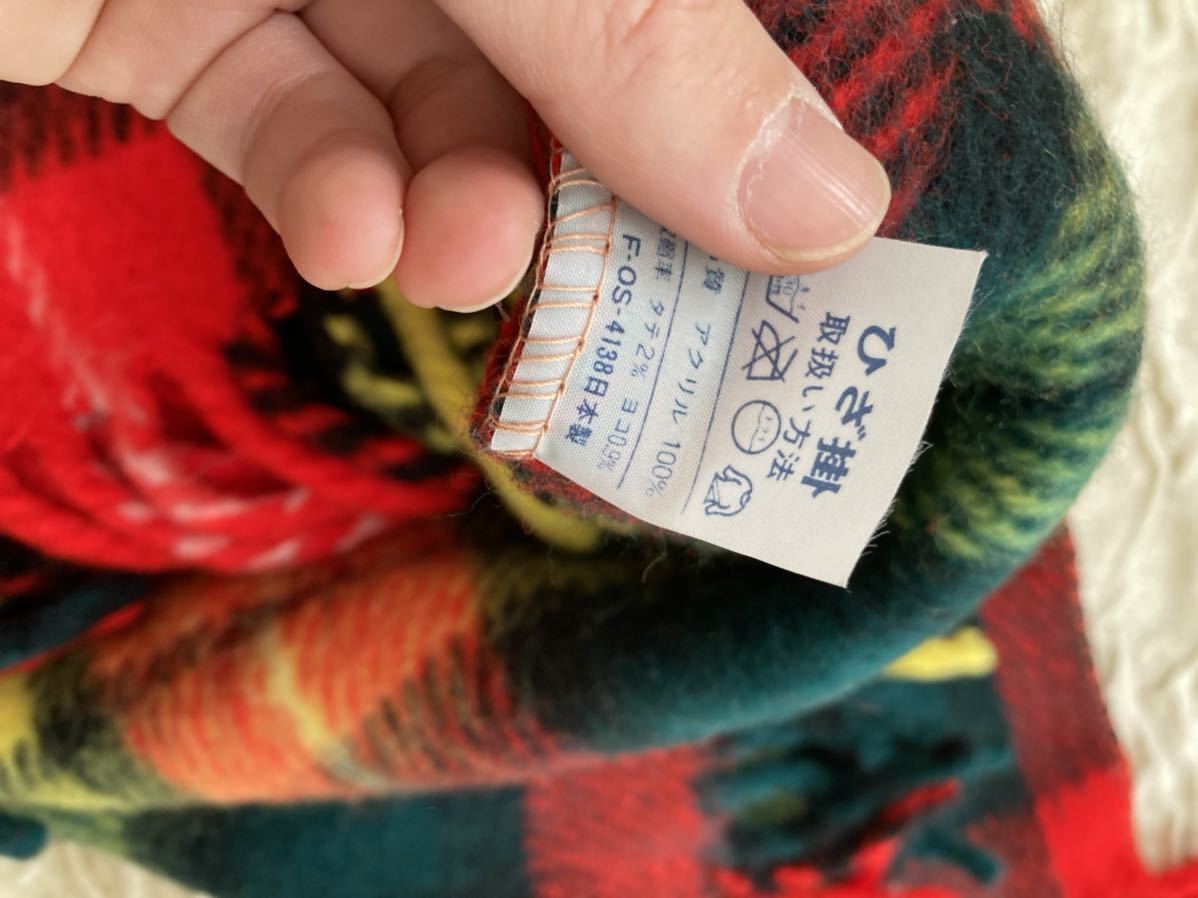 ひざ掛
取扱い方法
質 アクリル 100%
タテ2% ヨコ0.9%
F-OS-4138日本製